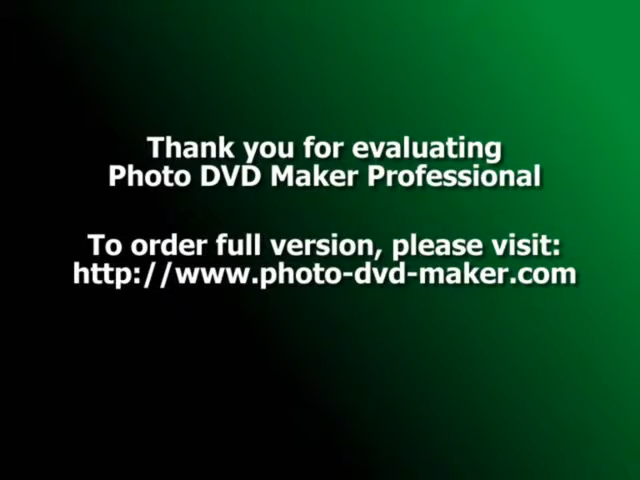 Thank you for evaluating
Photo DVD Maker Professional
To order full version, please visit:
http://www.photo-dvd-maker.com